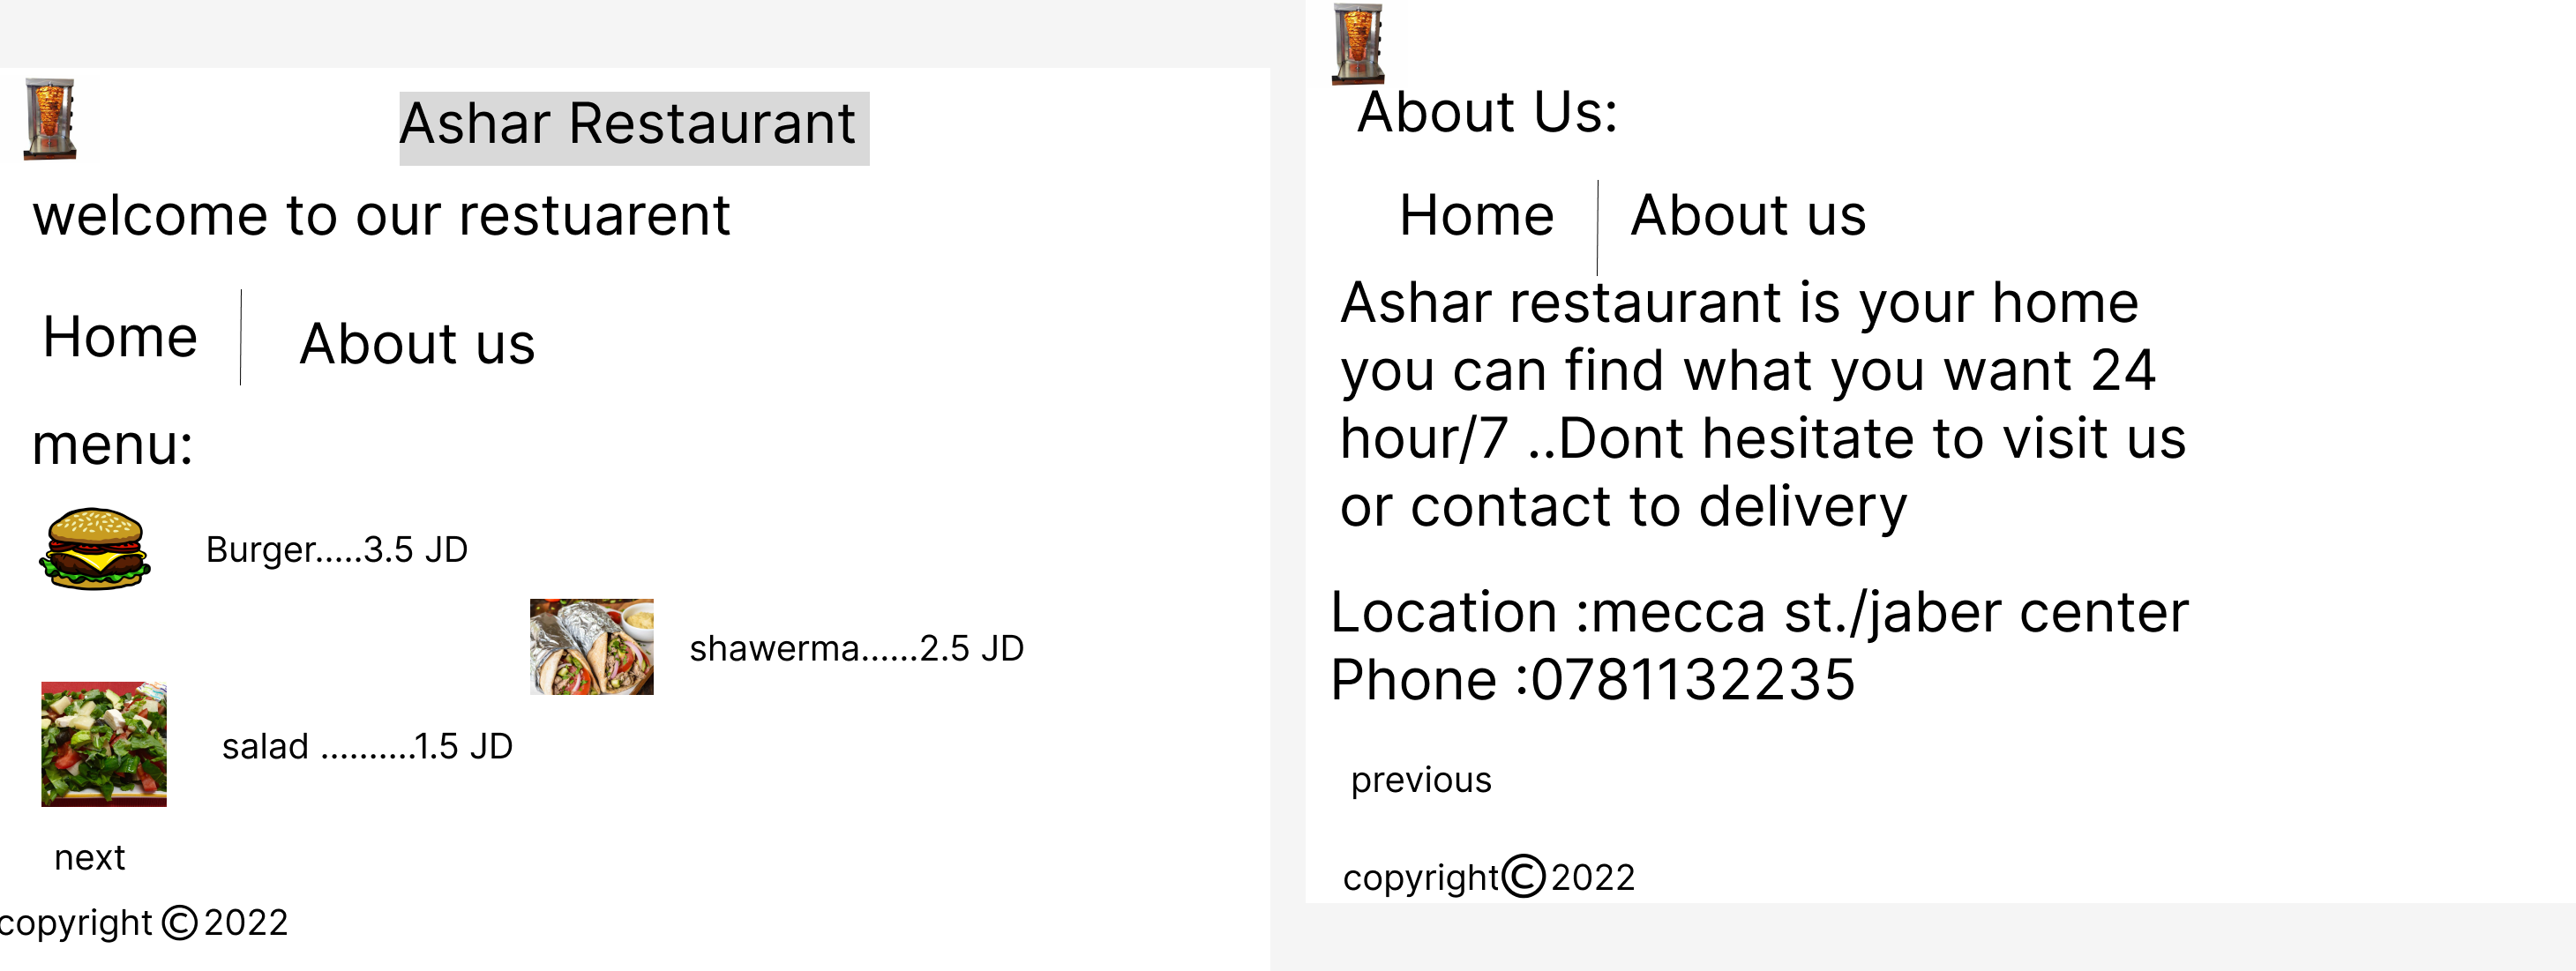 Ashar Restaurant
welcome to our restuarent
Home
About us
menu:
Burger.....3.5 JD
shawerma......2.5 JD
salad ..........1.5 JD
next
copyright ©2022
About Us:
Home
About us
Ashar restaurant is your home
you can find what you want 24
hour/7 ..Dont hesitate to visit us
or contact to delivery
Location :mecca st./jaber center
Phone :0781132235
previous
copyright©2022